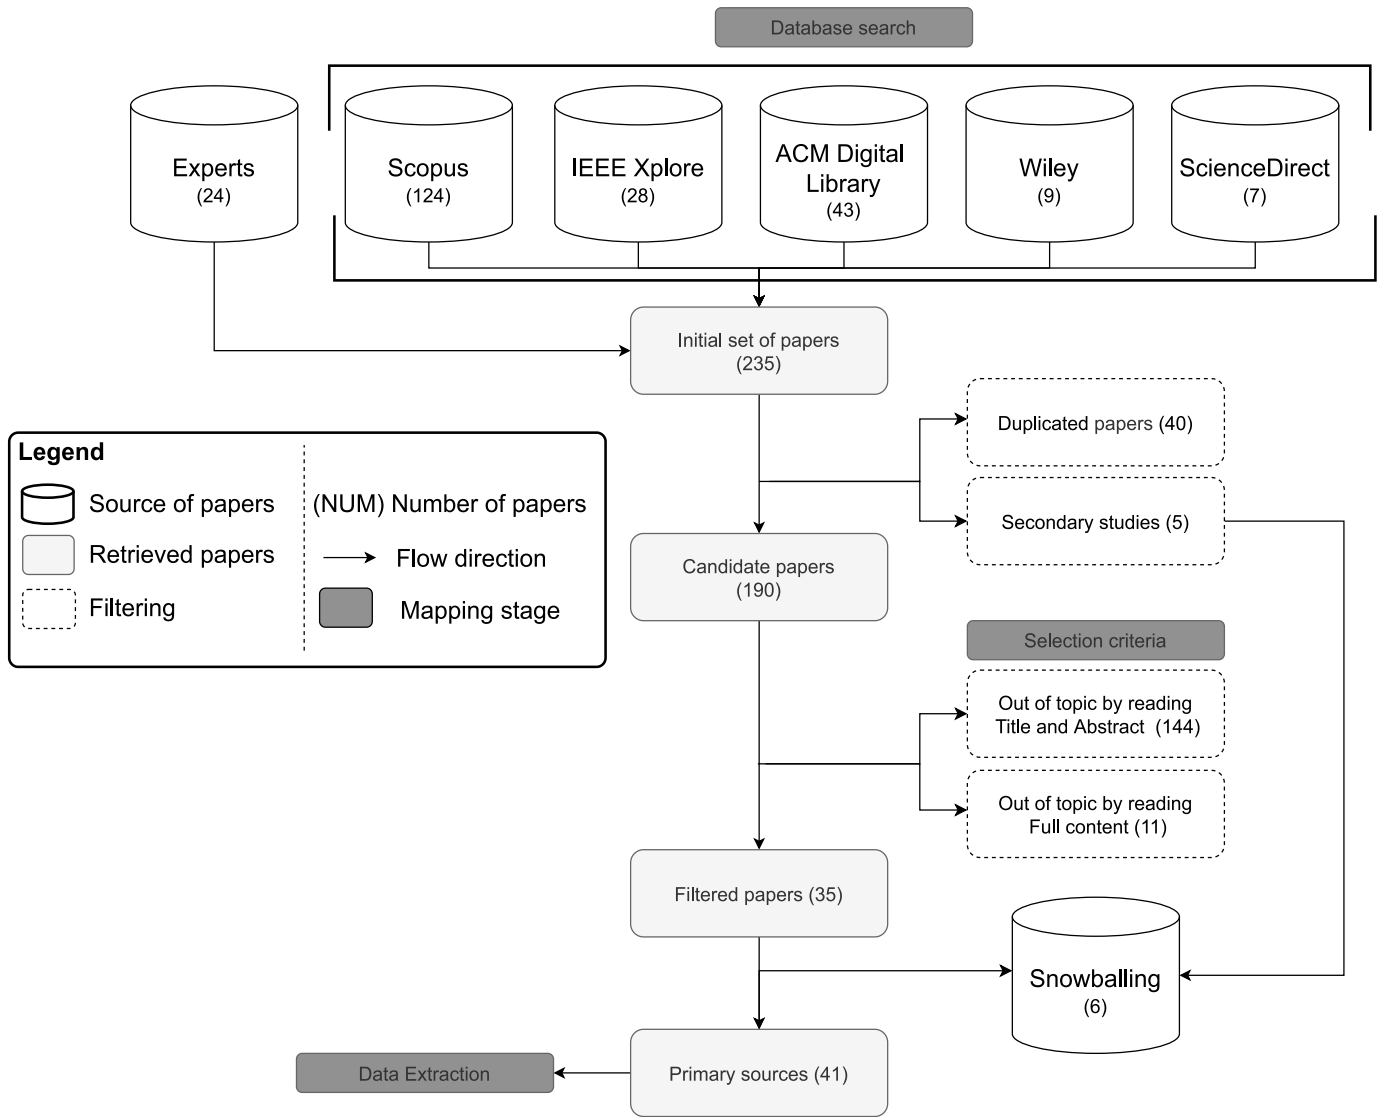 Database search
Experts
(24)
Scopus
(124)
IEEE Xplore
(28)
ACM Digital
Library
(43)
Wiley
(9)
ScienceDirect
(7)
Initial set of papers
(235)
Duplicated papers (40)
Secondary studies (5)
Legend
Source of papers
Retrieved papers
Filtering
(NUM) Number of papers
Flow direction
Mapping stage
Candidate papers
(190)
Selection criteria
Out of topic by reading
Title and Abstract (144)
Out of topic by reading
Full content (11)
Filtered papers (35)
Snowballing
(6)
Primary sources (41)
Data Extraction